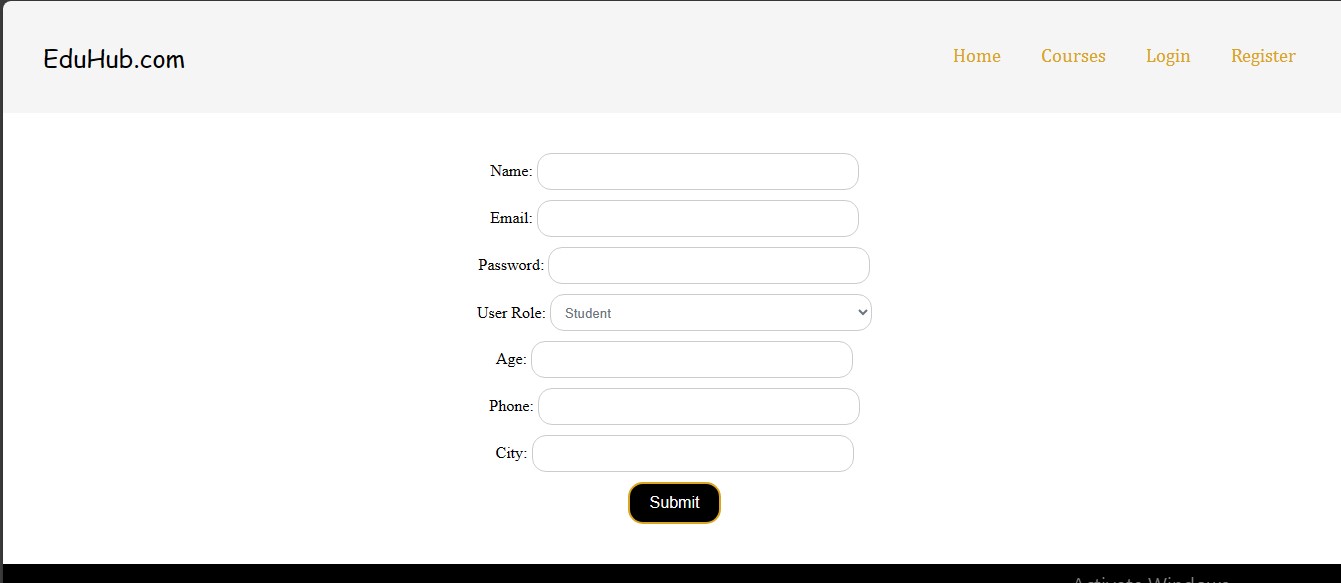 EduHub.com
Home Courses Login Register
Name:
Email:
Password:
User Role: Student
Age:
Phone:
City:
Submit
Activate Windows